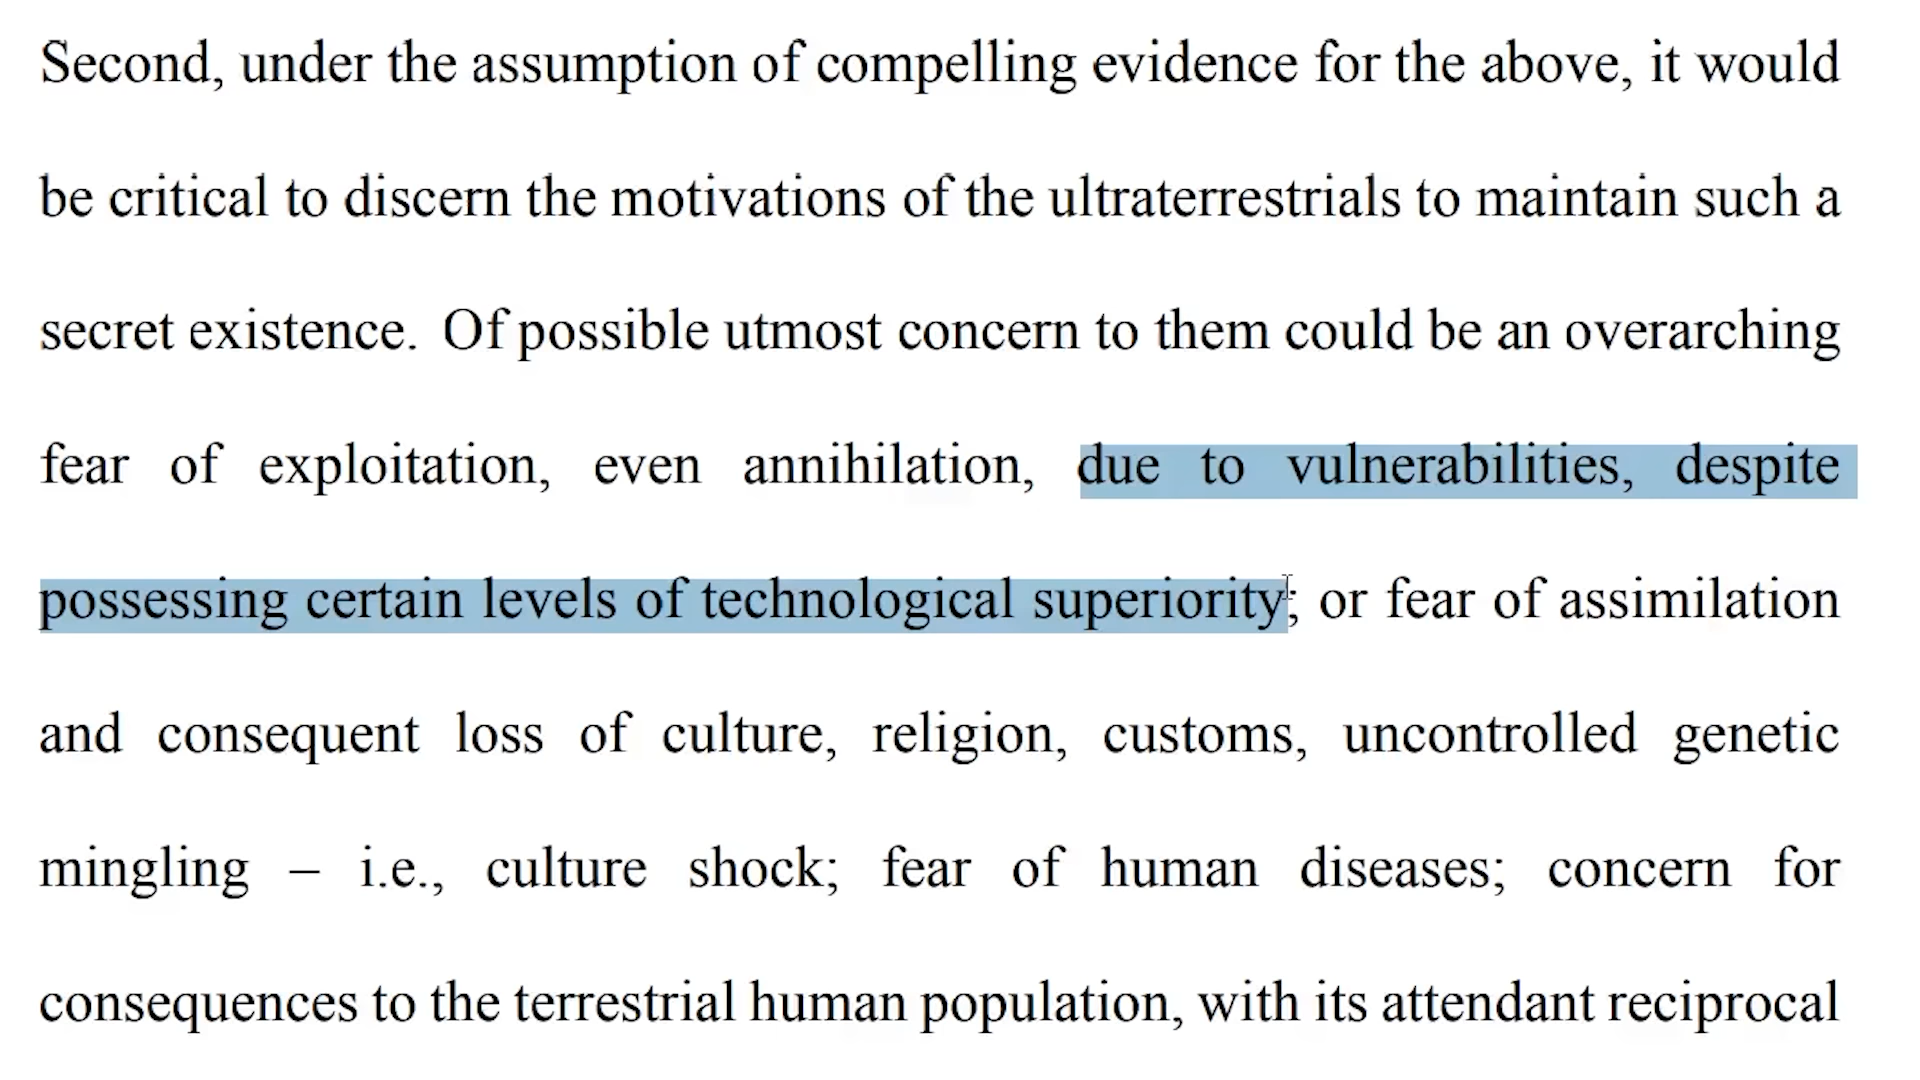 Second, under the assumption of compelling evidence for the above, it would
be critical to discern the motivations of the ultraterrestrials to maintain such a
secret existence. Of possible utmost concern to them could be an overarching
fear of exploitation, even annihilation, due to vulnerabilities, despite
possessing certain levels of technological superiority; or fear of assimilation
and consequent loss of culture, religion, customs, uncontrolled genetic
mingling – i.e., culture shock; fear of human diseases; concern for
consequences to the terrestrial human population, with its attendant reciprocal